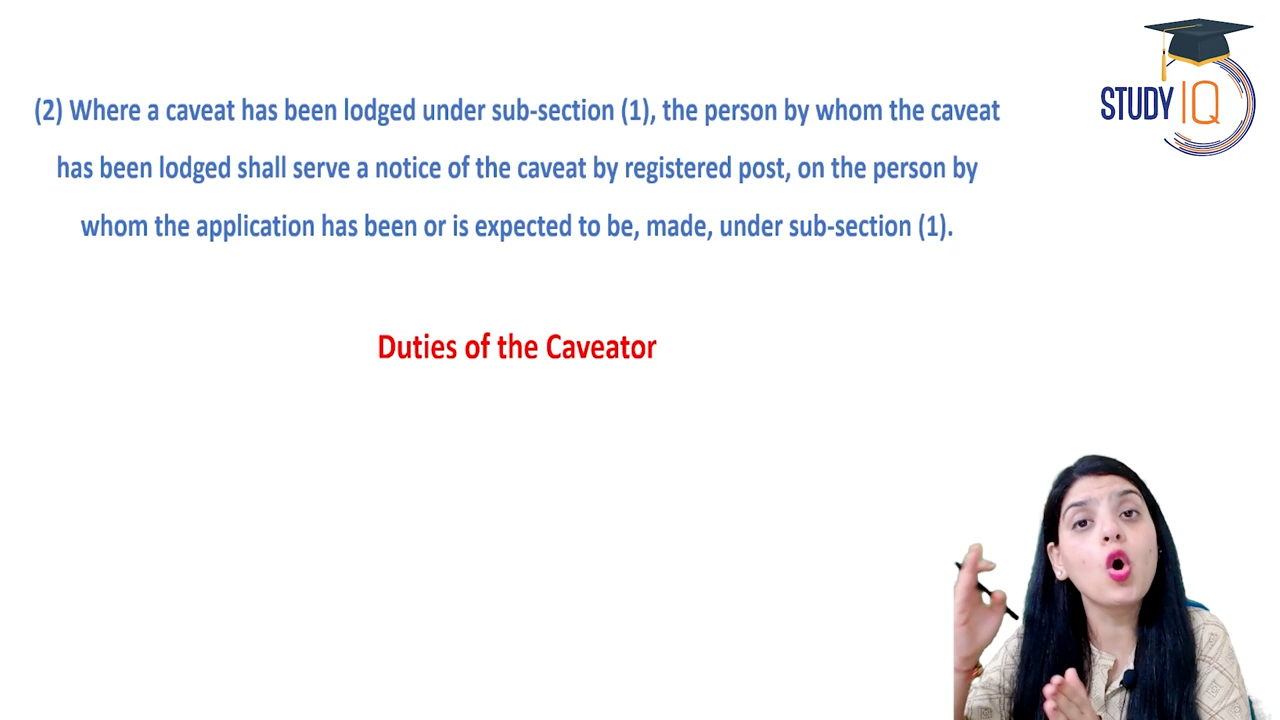 (2) Where a caveat has been lodged under sub-section (1), the person by whom the caveat
has been lodged shall serve a notice of the caveat by registered post, on the person by
whom the application has been or is expected to be, made, under sub-section (1).
Duties of the Caveator
STUDY IQ